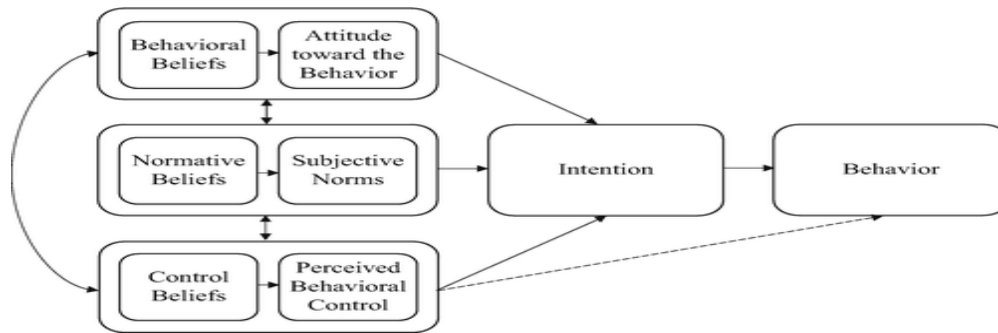 Behavioral
Beliefs
Attitude
toward the
Behavior
Normative
Beliefs
Subjective
Norms
Intention
Behavior
Control
Beliefs
Perceived
Behavioral
Control